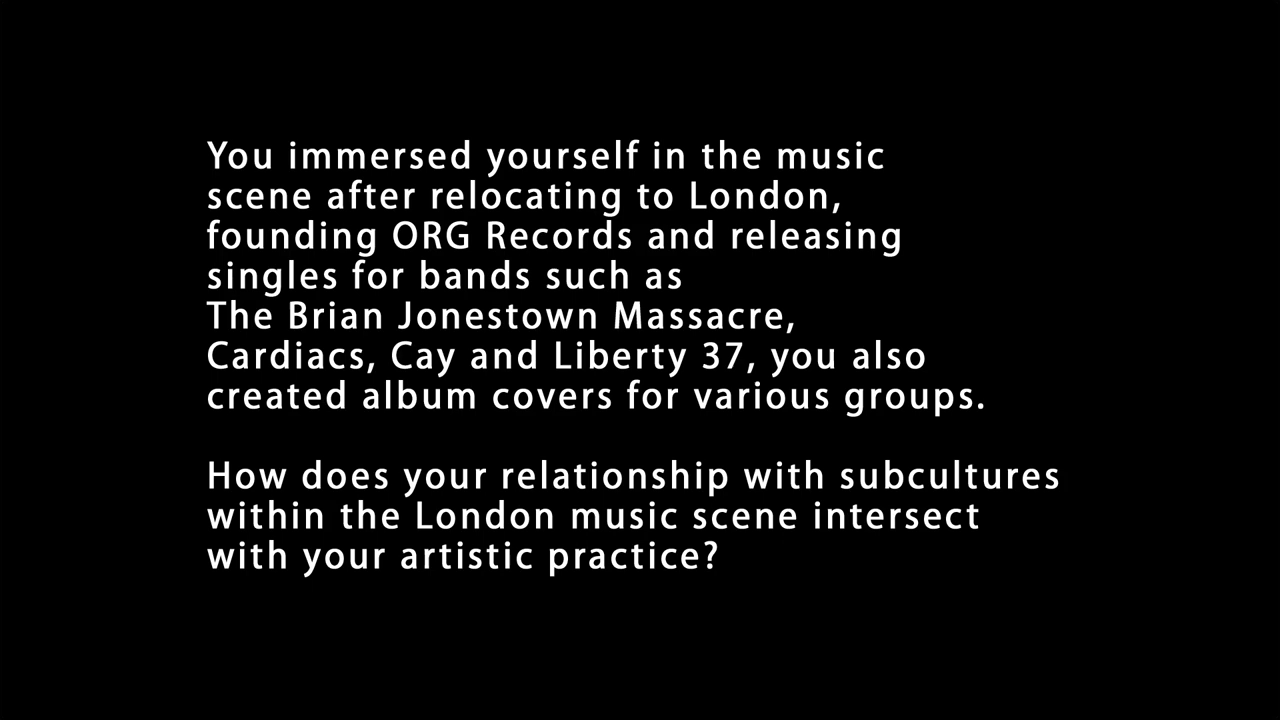 You immersed yourself in the music
scene after relocating to London,
founding ORG Records and releasing
singles for bands such as
The Brian Jonestown Massacre,
Cardiacs, Cay and Liberty 37, you also
created album covers for various groups.
How does your relationship with subcultures
within the London music scene intersect
with your artistic practice?